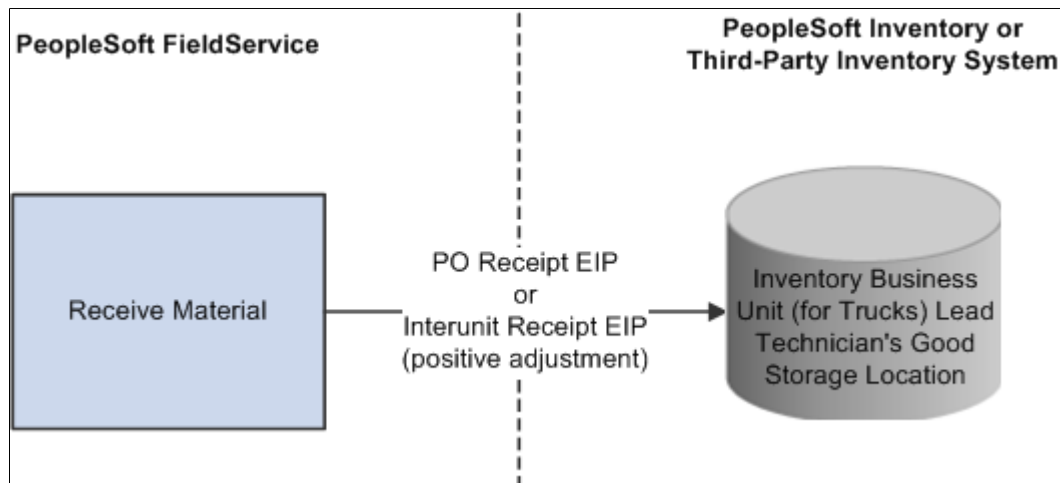 PeopleSoft FieldService
PeopleSoft Inventory or
Third-Party Inventory System
Receive Material
PO Receipt EIP
or
Interunit Receipt EIP
(positive adjustment)
Inventory Business
Unit (for Trucks) Lead
Technician's Good
Storage Location